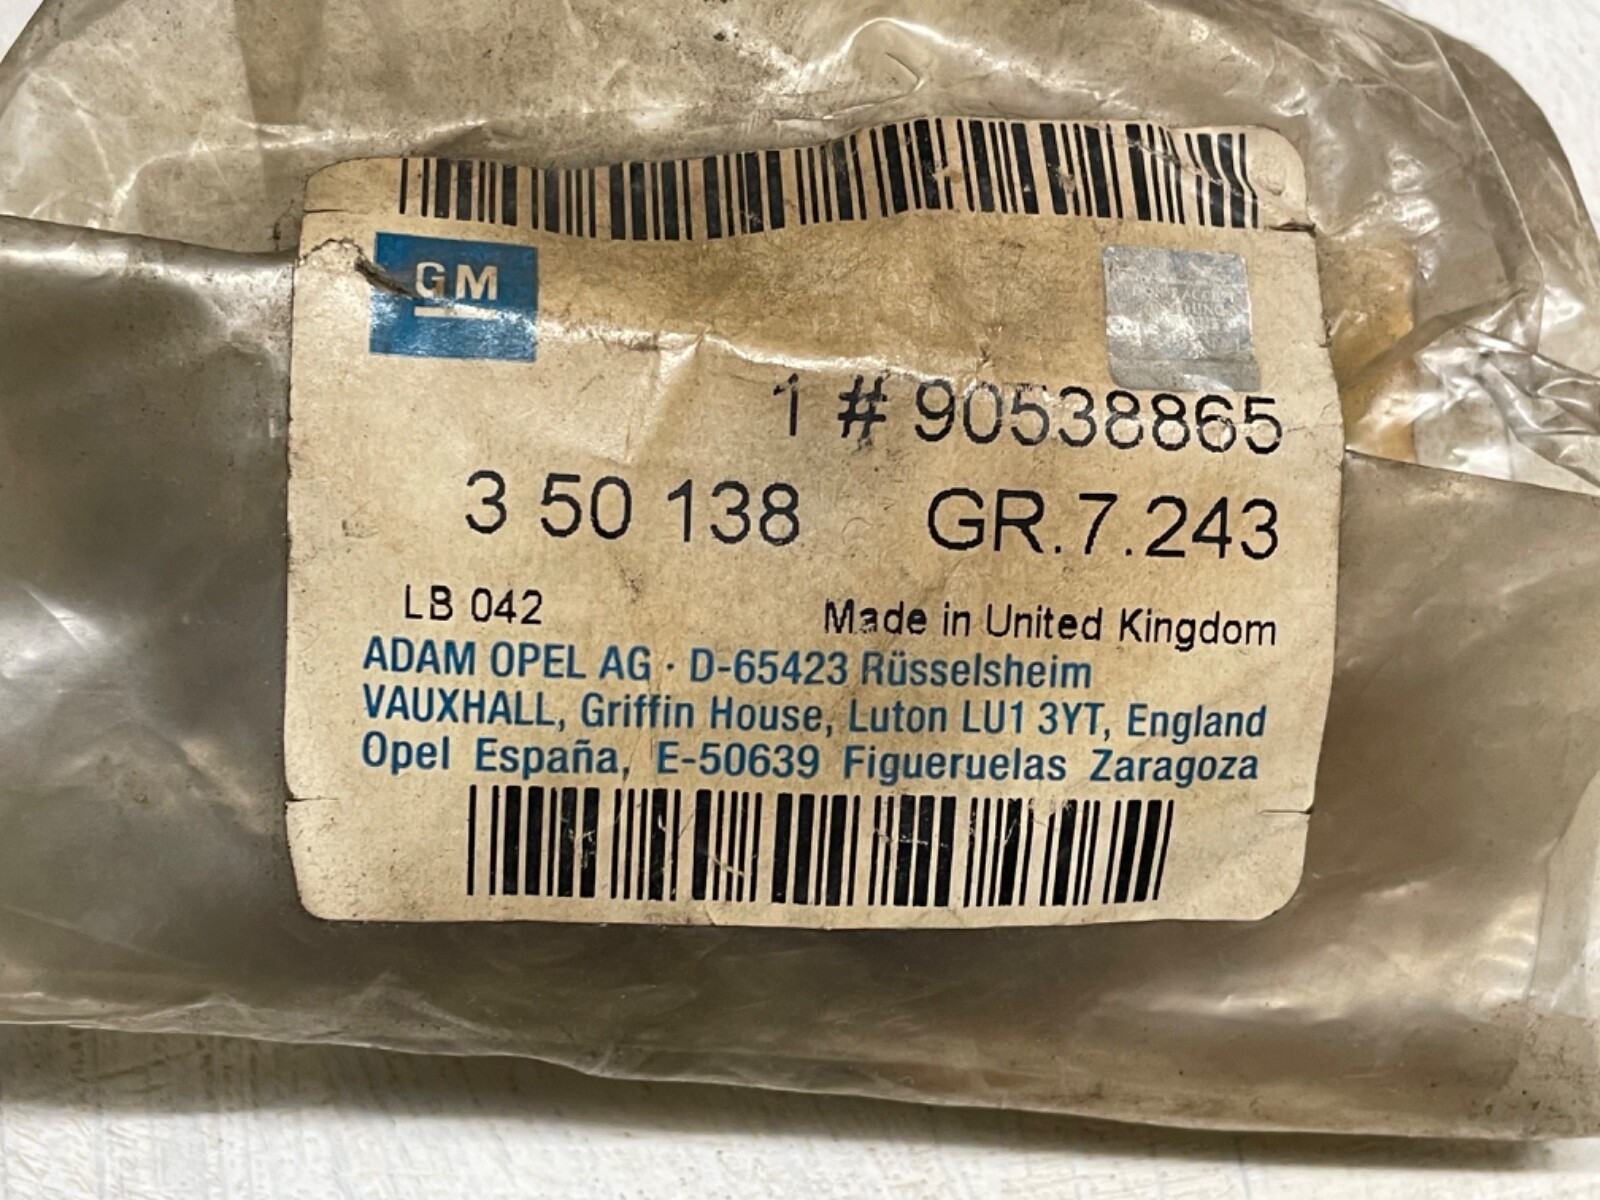 GM
1 # 90538865
3 50 138 GR.7.243
LB 042 Made in United Kingdom
ADAM OPEL AG · D-65423 Rüsselsheim
VAUXHALL, Griffin House, Luton LU1 3YT, England
Opel España, E-50639 Figueruelas Zaragoza